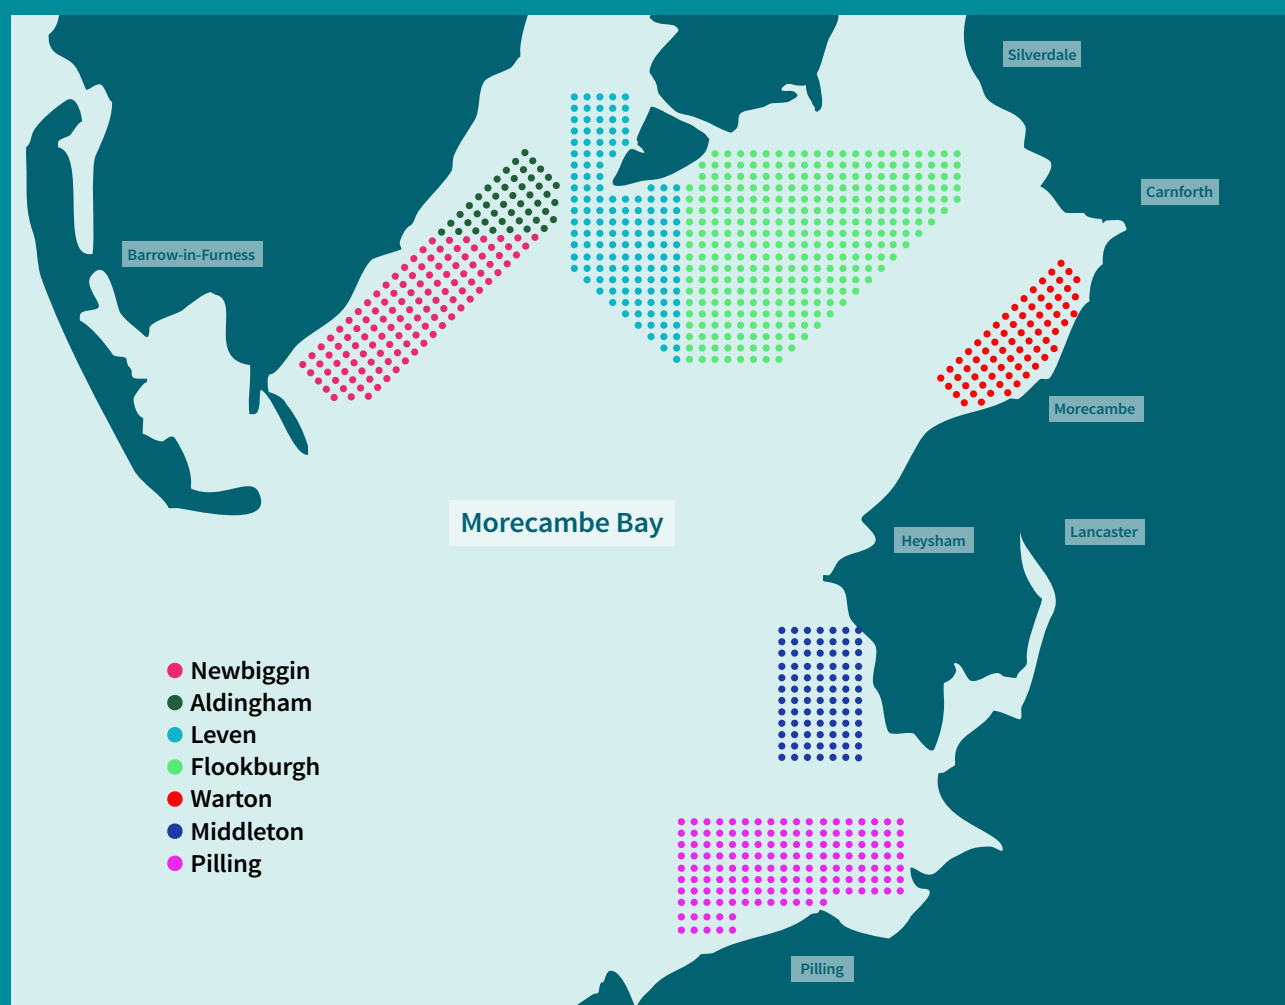 Silverdale
Carnforth
Barrow-in-Furness
Morecambe
Morecambe Bay
Heysham
Lancaster
Newbiggin
Aldingham
Leven
Flookburgh
Warton
Middleton
Pilling
Pilling